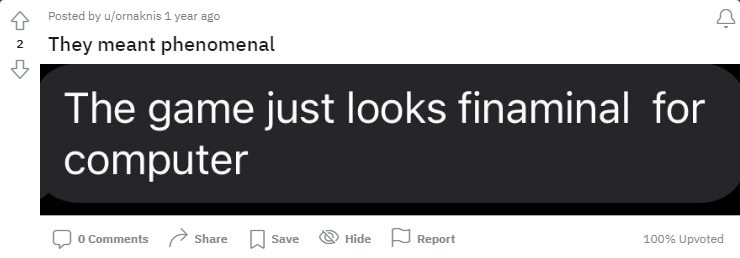 Posted by u/ornaknis 1 year ago
2
They meant phenomenal
The game just looks finaminal for
computer
0 Comments Share Save Hide Report 100% Upvoted